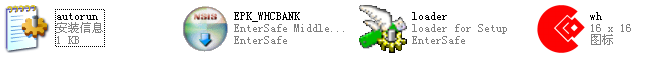 autorun
安装信息
1 KB
NSIS
EPK_WHCBANK
EnterSafe Middle...
EnterSafe
loader
loader for Setup
EnterSafe
wh
16 x 16
图标